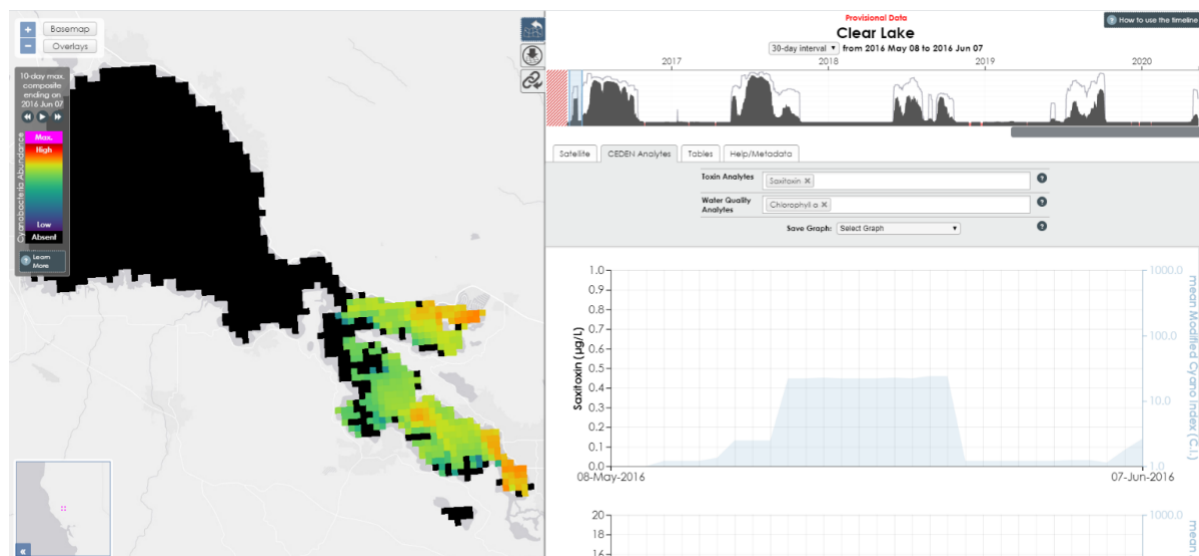 +
−
Basemap
Overlays
10-day max.
composite
ending on
2016 Jun 07
Cyanobacteria Abundance
Max.
High
Low
Absent
? Learn
More
«
Provisional Data
? How to use the timeline
Clear Lake
30-day interval ▼ from 2016 May 08 to 2016 Jun 07
2017 2018 2019 2020
Satellite CEDEN Analytes Tables Help/Metadata
Toxin Analytes Saxitoxin × ?
Water Quality
Analytes Chlorophyll a × ?
Save Graph: Select Graph ▼ ?
Saxitoxin (µg/L)
1.0
0.9
0.8
0.7
0.6
0.5
0.4
0.3
0.2
0.1
0.0
08-May-2016 07-Jun-2016
1000.0
100.0
10.0
1.0
mean Modified Cyano Index (C.I.)
20
18
16
1000.0
mean